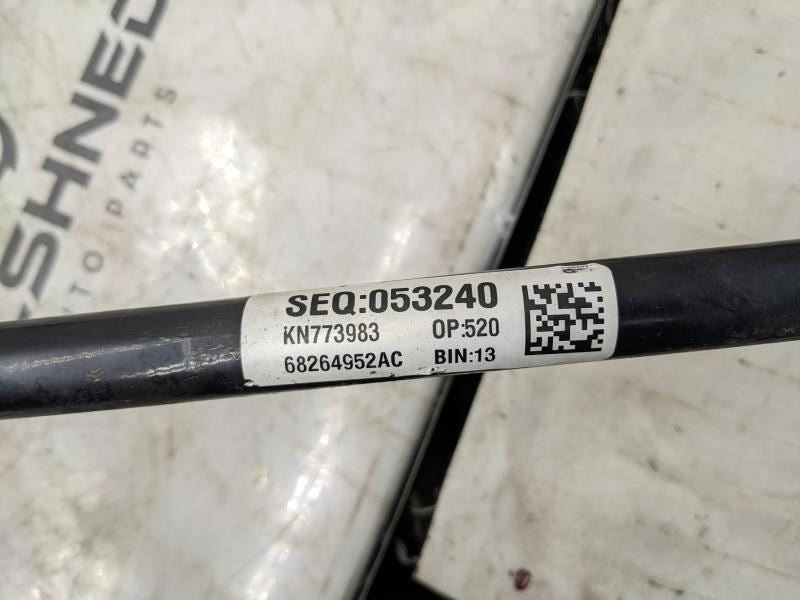 SHNED
AUTO PARTS
SEQ:053240
KN773983 OP:520
68264952AC BIN:13